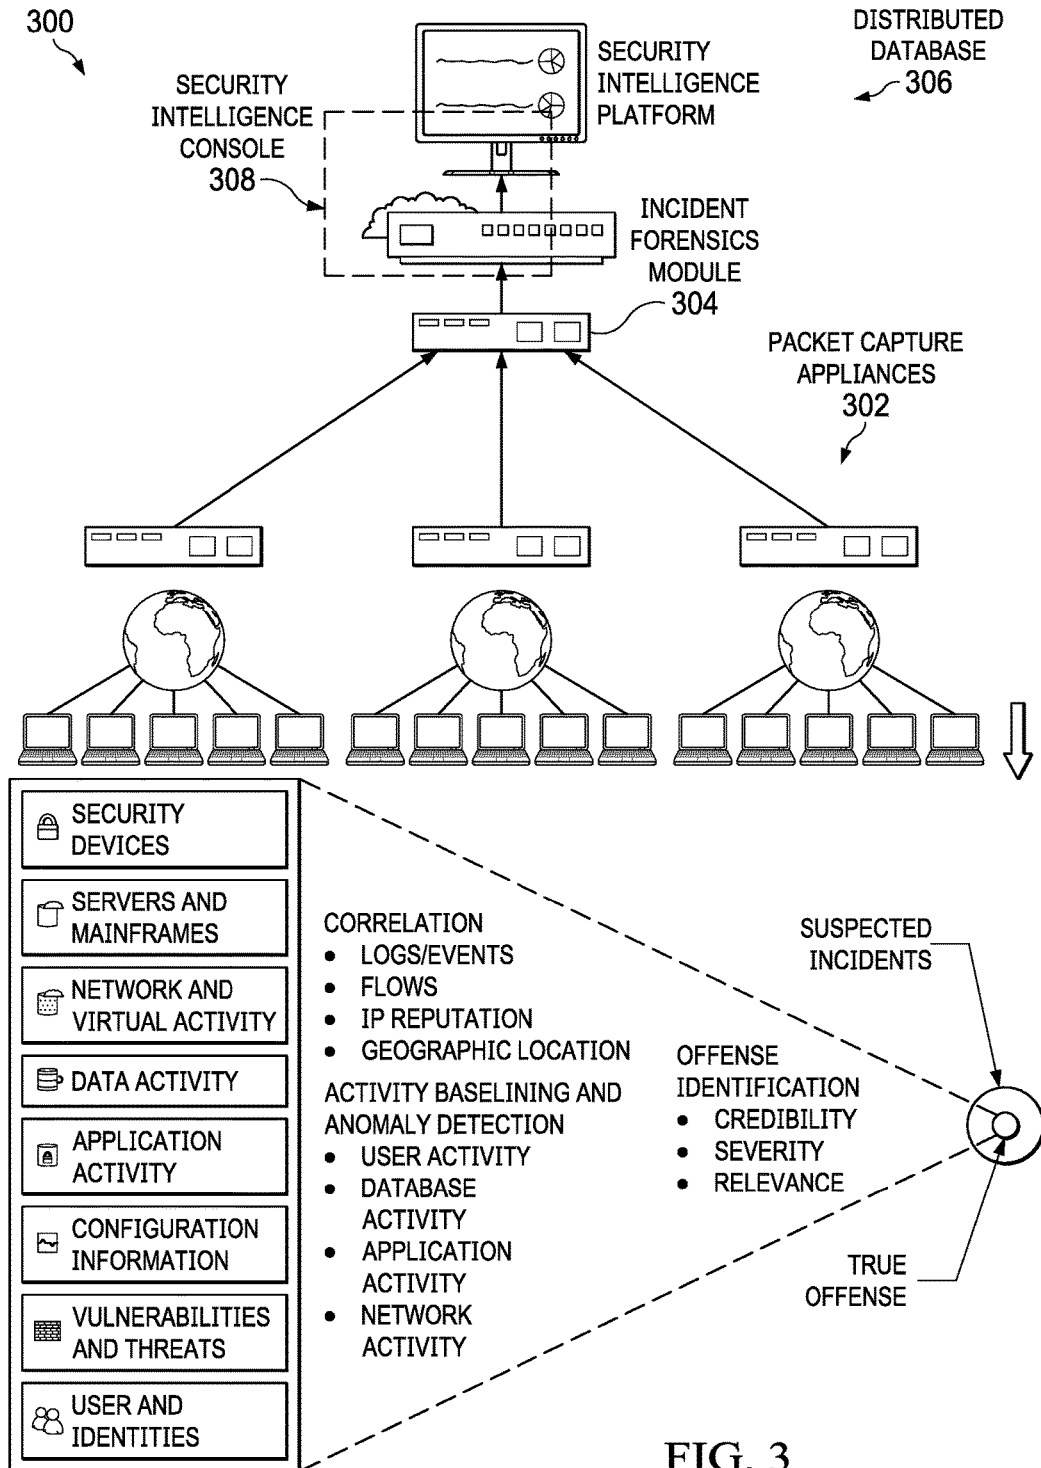 300
DISTRIBUTED
DATABASE
306
SECURITY
INTELLIGENCE
PLATFORM
SECURITY
INTELLIGENCE
CONSOLE
308
INCIDENT
FORENSICS
MODULE
304
PACKET CAPTURE
APPLIANCES
302
SECURITY
DEVICES
SERVERS AND
MAINFRAMES
NETWORK AND
VIRTUAL ACTIVITY
DATA ACTIVITY
APPLICATION
ACTIVITY
CONFIGURATION
INFORMATION
VULNERABILITIES
AND THREATS
USER AND
IDENTITIES
CORRELATION
• LOGS/EVENTS
• FLOWS
• IP REPUTATION
• GEOGRAPHIC LOCATION
ACTIVITY BASELINING AND
ANOMALY DETECTION
• USER ACTIVITY
• DATABASE
ACTIVITY
• APPLICATION
ACTIVITY
• NETWORK
ACTIVITY
OFFENSE
IDENTIFICATION
• CREDIBILITY
• SEVERITY
• RELEVANCE
SUSPECTED
INCIDENTS
TRUE
OFFENSE
FIG. 3